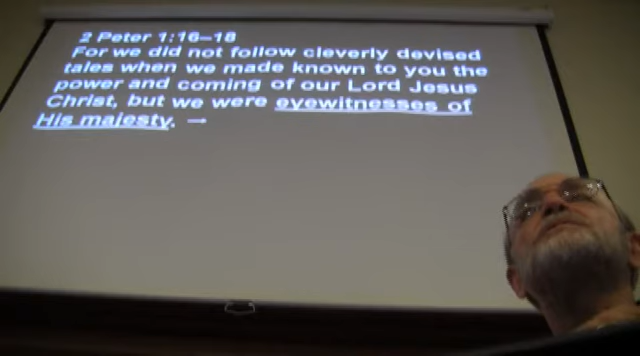 2 Peter 1:16–18
For we did not follow cleverly devised
tales when we made known to you the
power and coming of our Lord Jesus
Christ, but we were eyewitnesses of
His majesty. →